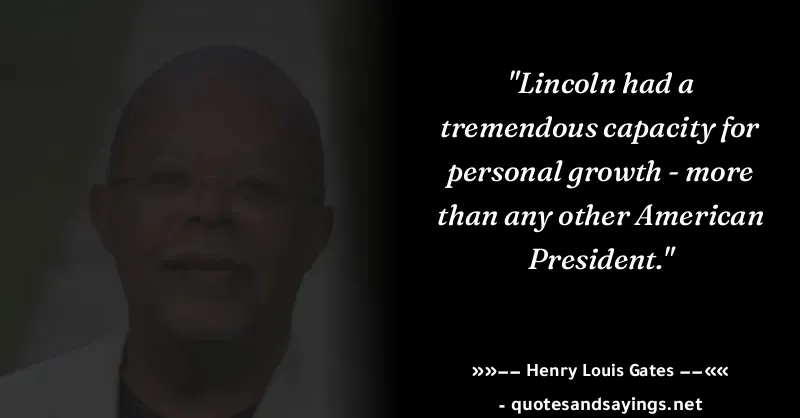 "Lincoln had a
tremendous capacity for
personal growth - more
than any other American
President."
»»−− Henry Louis Gates −−««
- quotesandsayings.net